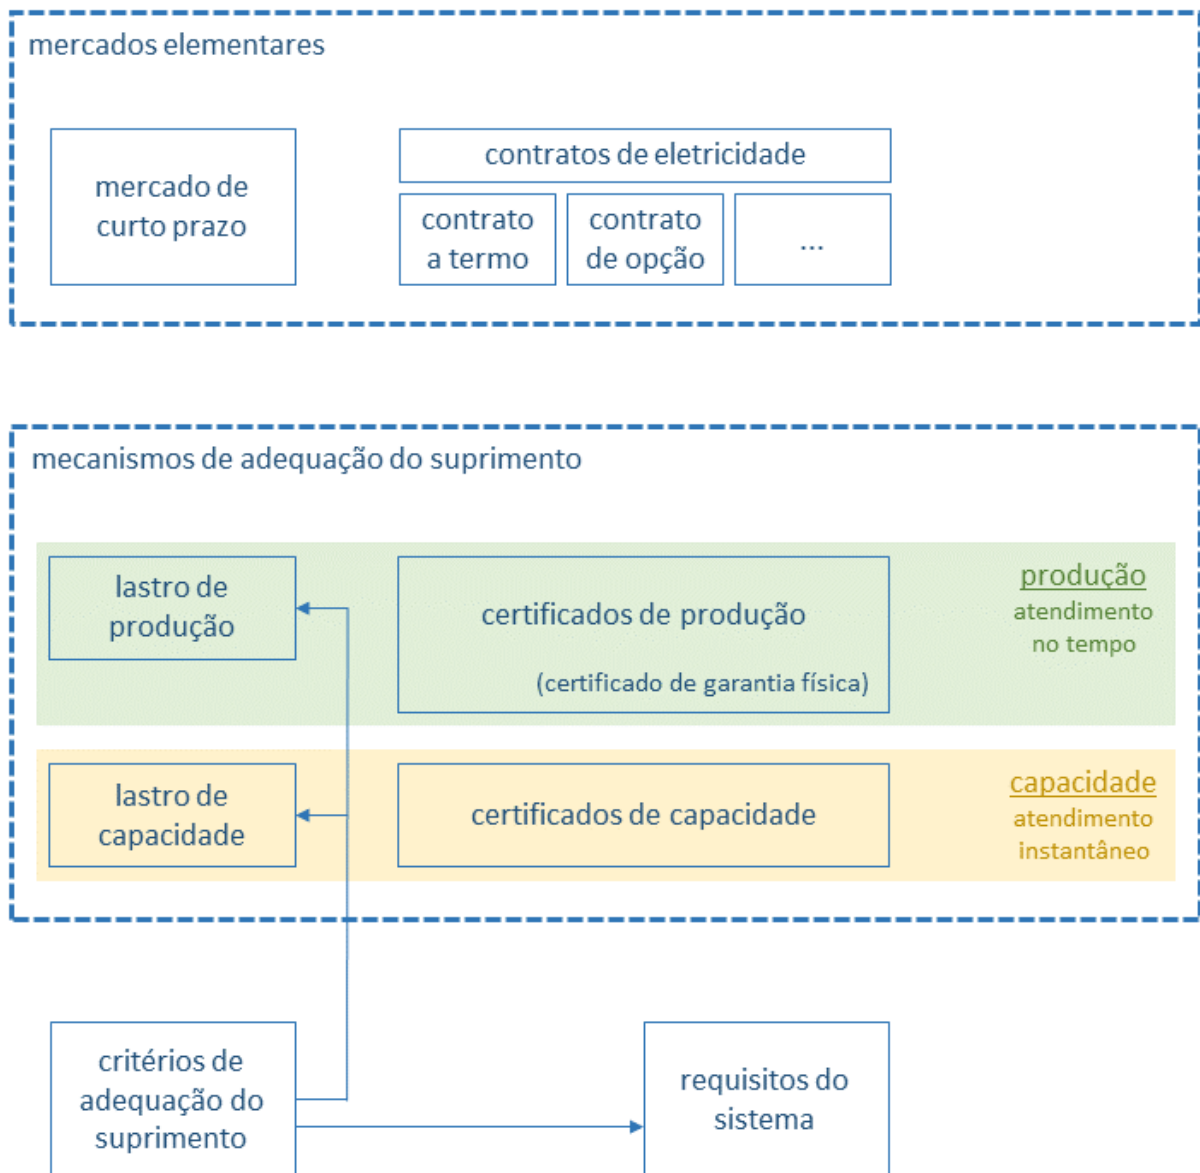 mercados elementares
mercado de
curto prazo
contratos de eletricidade
contrato
a termo
contrato
de opção
...
mecanismos de adequação do suprimento
lastro de
produção
certificados de produção
(certificado de garantia física)
produção
atendimento
no tempo
lastro de
capacidade
certificados de capacidade
capacidade
atendimento
instantâneo
critérios de
adequação do
suprimento
requisitos do
sistema